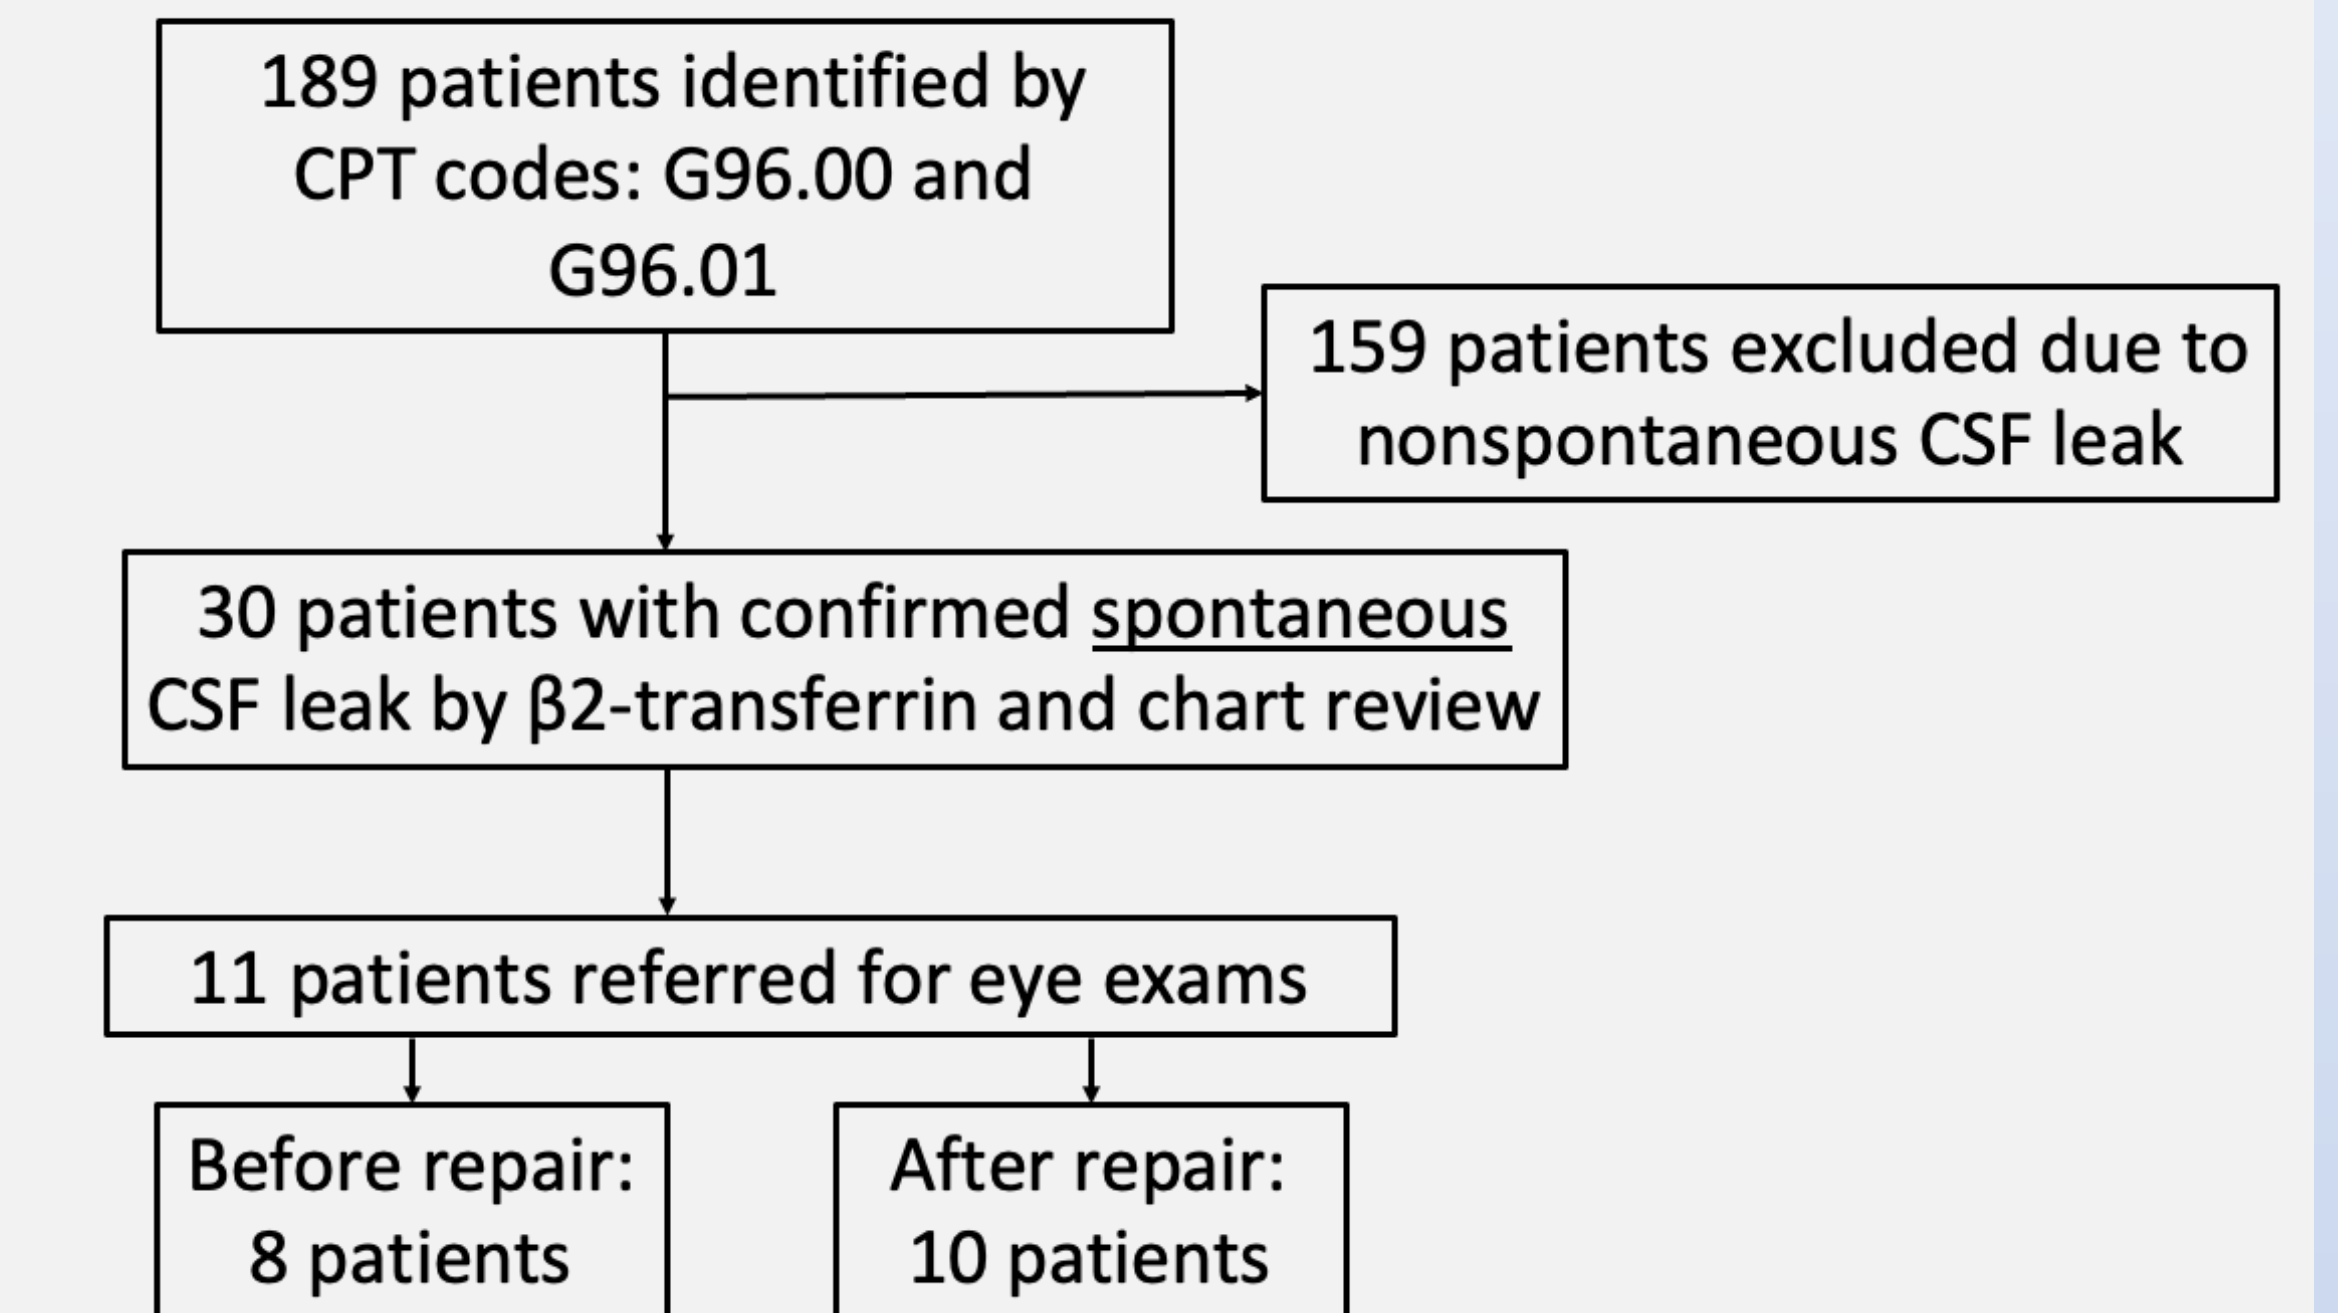 189 patients identified by
CPT codes: G96.00 and
G96.01
159 patients excluded due to
nonspontaneous CSF leak
30 patients with confirmed spontaneous
CSF leak by β2-transferrin and chart review
11 patients referred for eye exams
Before repair:
8 patients
After repair:
10 patients